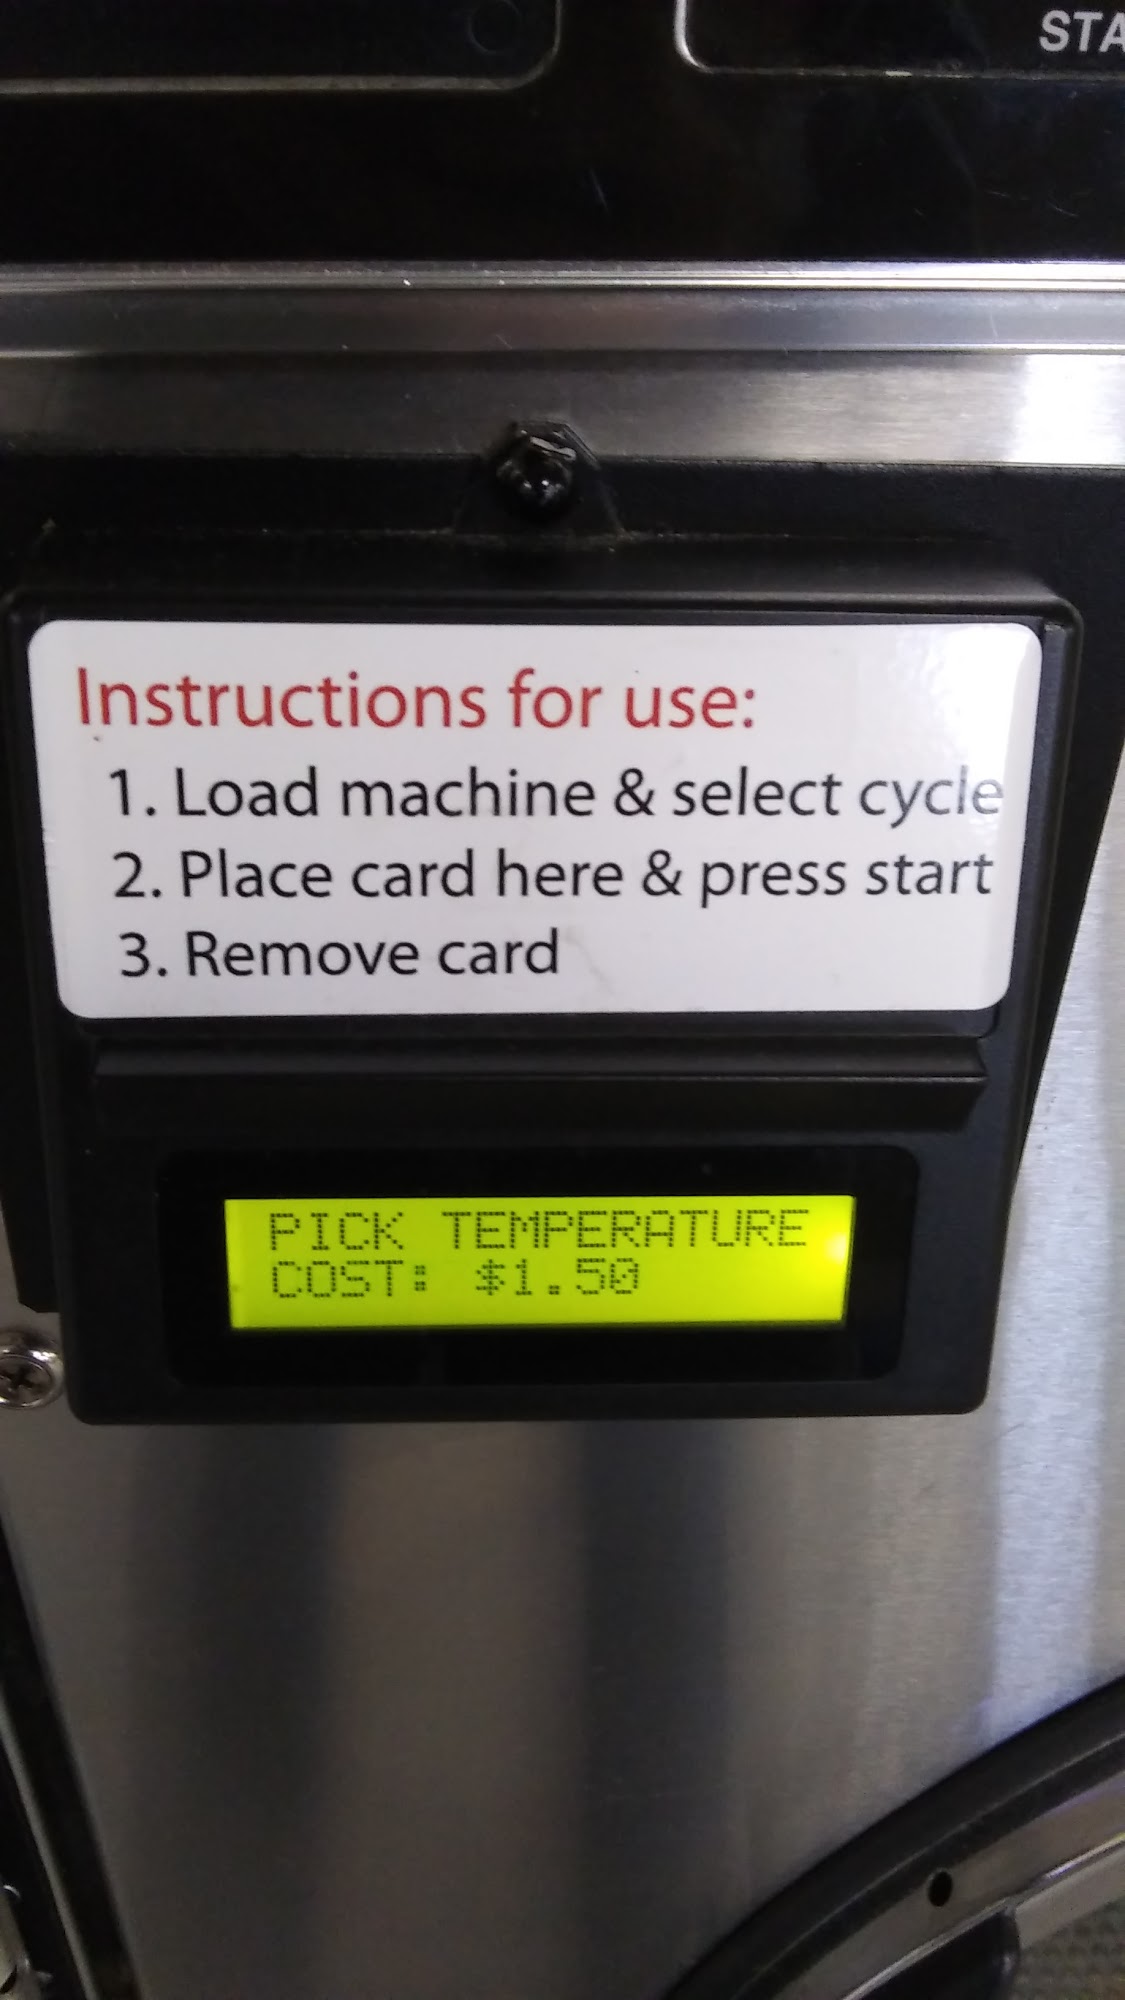 STA
Instructions for use:
1. Load machine & select cycle
2. Place card here & press start
3. Remove card
PICK TEMPERATURE
COST: $1.50